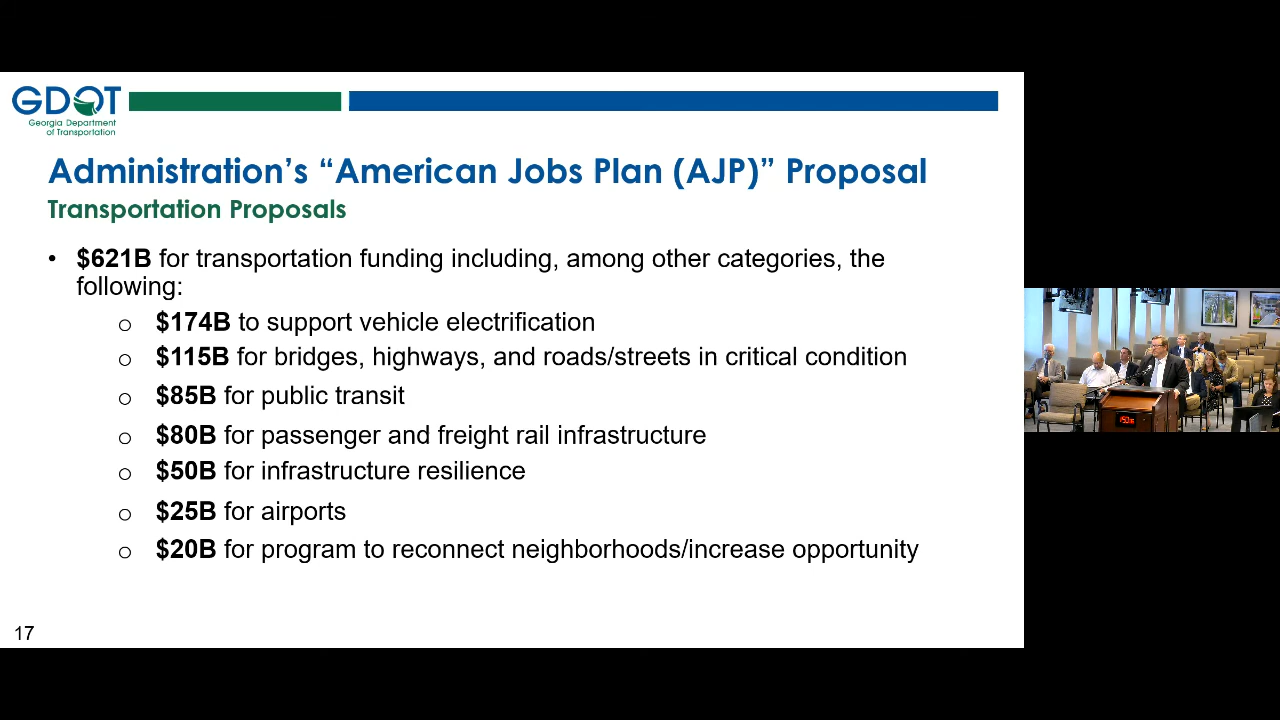 GDOT
Georgia Department
of Transportation
Administration’s “American Jobs Plan (AJP)” Proposal
Transportation Proposals
• $621B for transportation funding including, among other categories, the
following:
o $174B to support vehicle electrification
o $115B for bridges, highways, and roads/streets in critical condition
o $85B for public transit
o $80B for passenger and freight rail infrastructure
o $50B for infrastructure resilience
o $25B for airports
o $20B for program to reconnect neighborhoods/increase opportunity
17